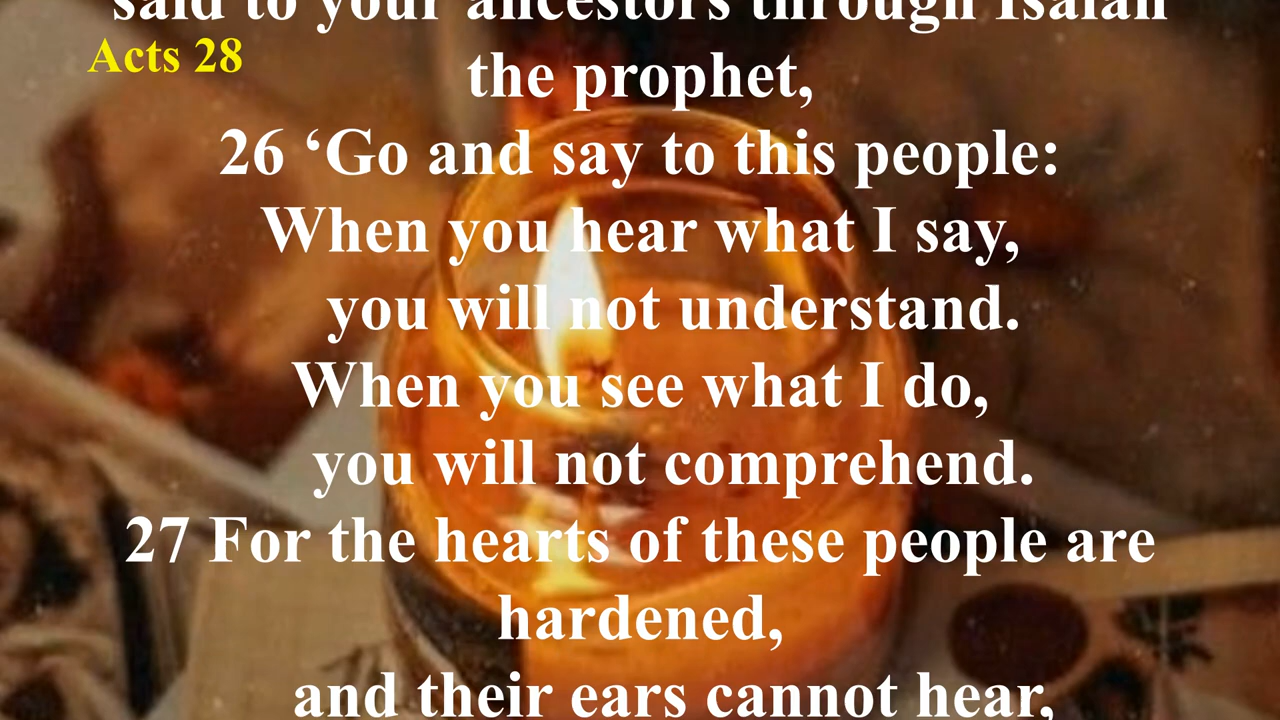 said to your ancestors through Isaiah
Acts 28
the prophet,
26 ‘Go and say to this people:
When you hear what I say,
you will not understand.
When you see what I do,
you will not comprehend.
27 For the hearts of these people are
hardened,
and their ears cannot hear,